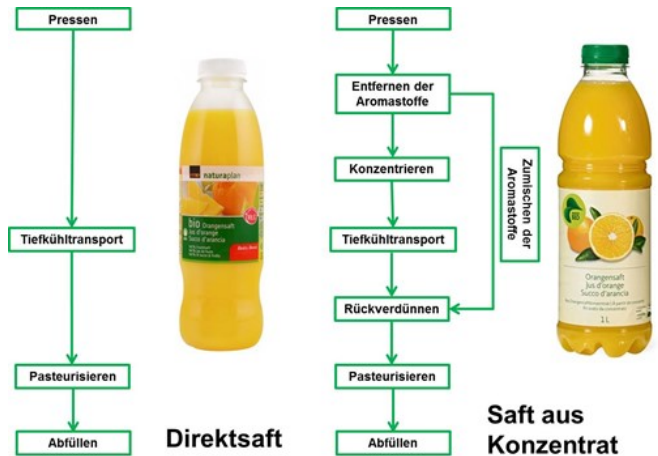 Pressen
Tiefkühltransport
Pasteurisieren
Abfüllen
naturaplan
bio Orangensaft
Jus d'orange
Succo d'arancia
Direktsaft
Pressen
Entfernen der
Aromastoffe
Konzentrieren
Tiefkühltransport
Rückverdünnen
Pasteurisieren
Abfüllen
Zumischen der
Aromastoffe
Orangensaft
Jus d'orange
Succo d'arancia
1 L
Saft aus
Konzentrat